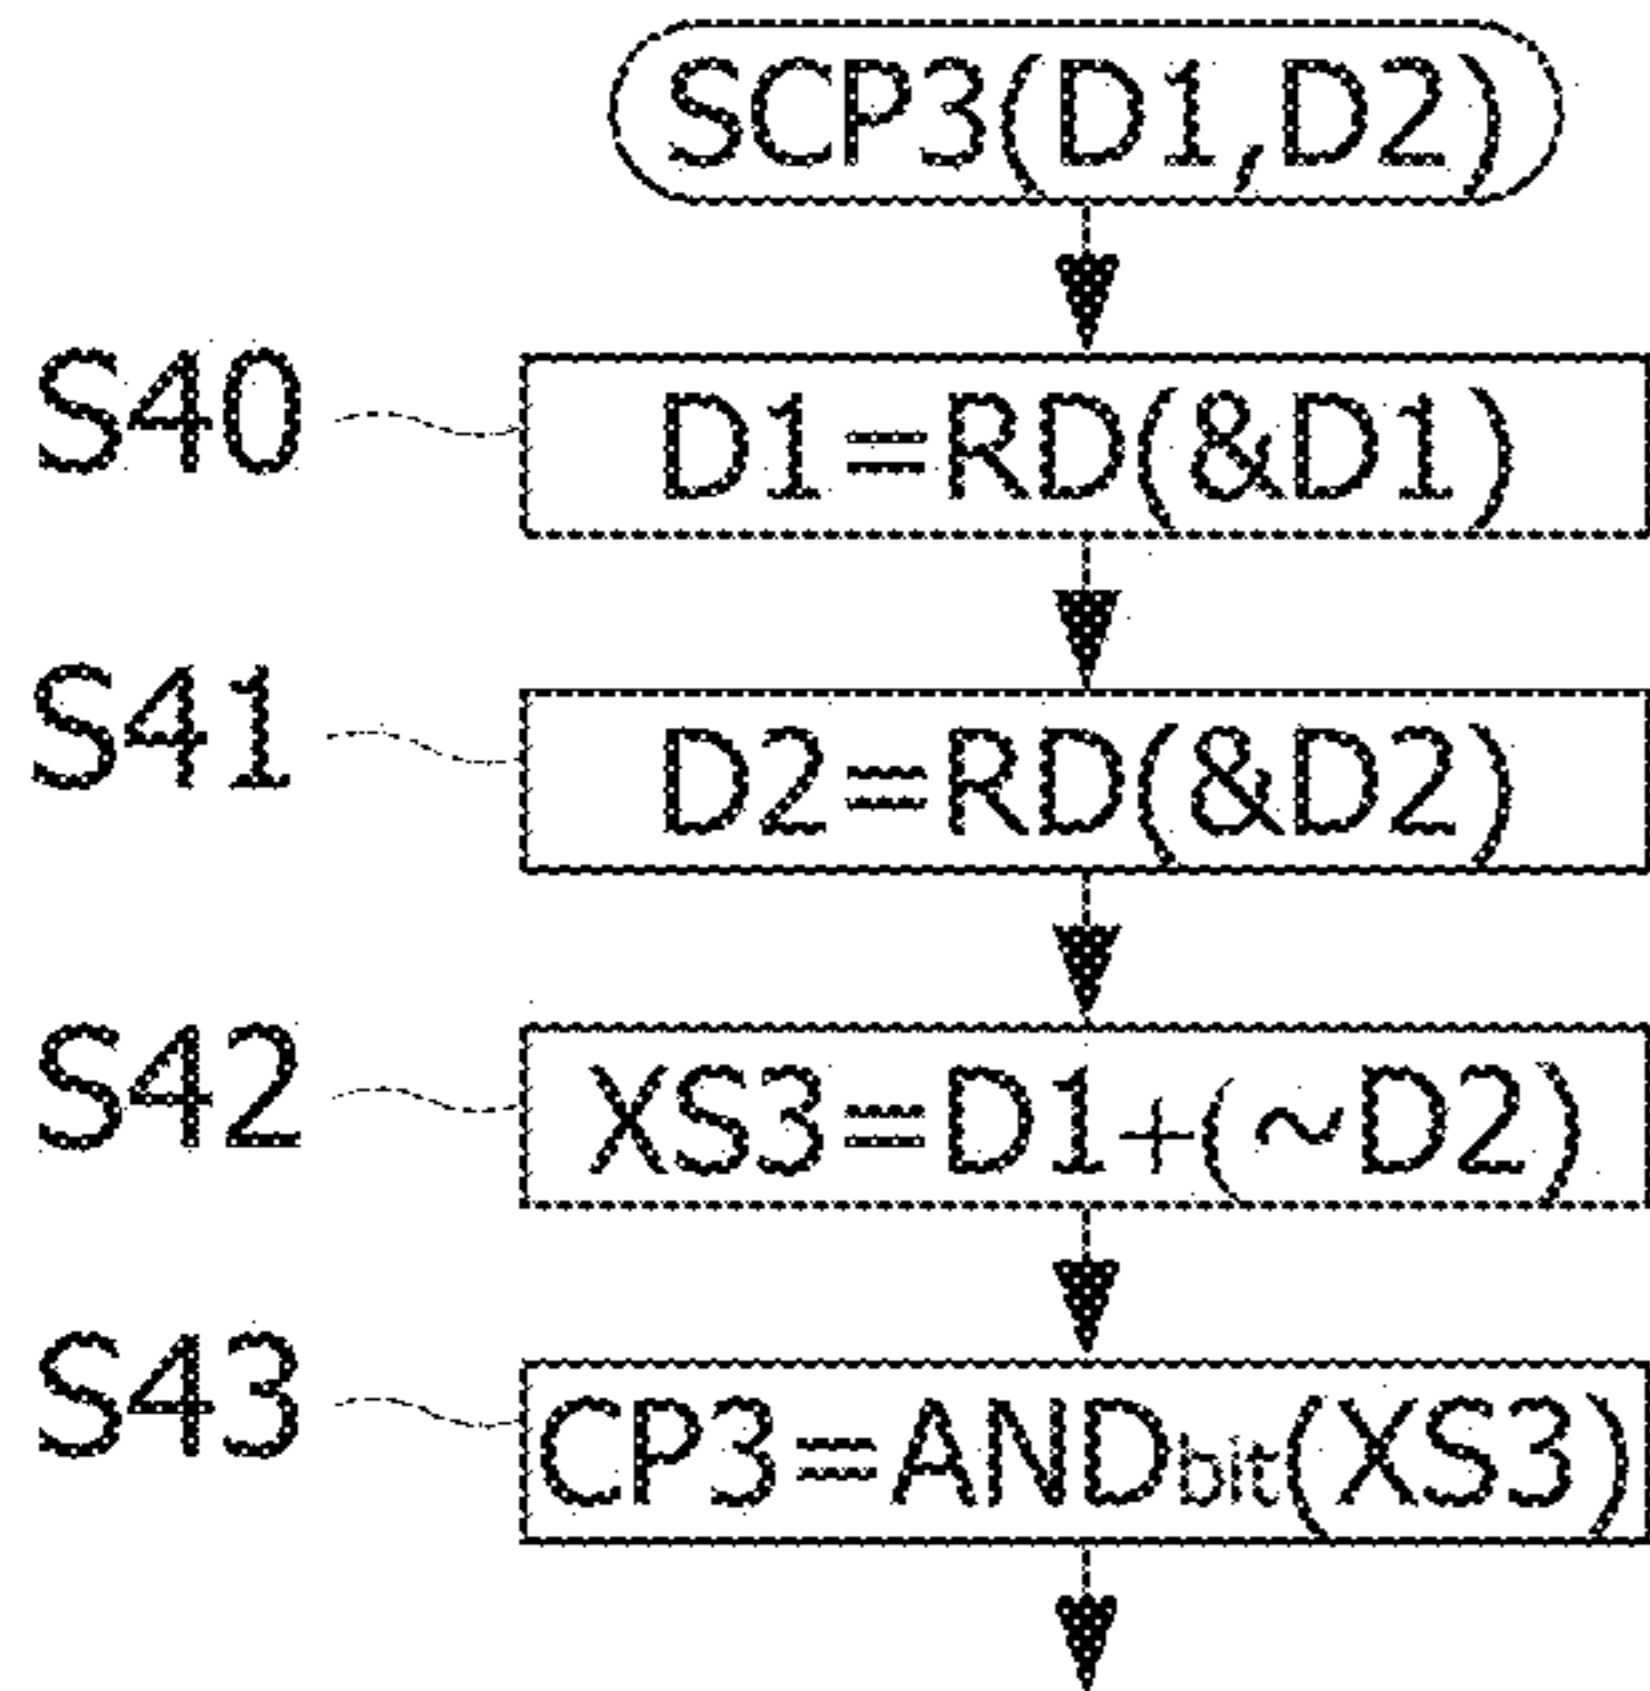 SCP3(D1,D2)
S40
D1=RD(&D1)
S41
D2=RD(&D2)
S42
XS3=D1+(~D2)
S43
CP3=ANDbit(XS3)